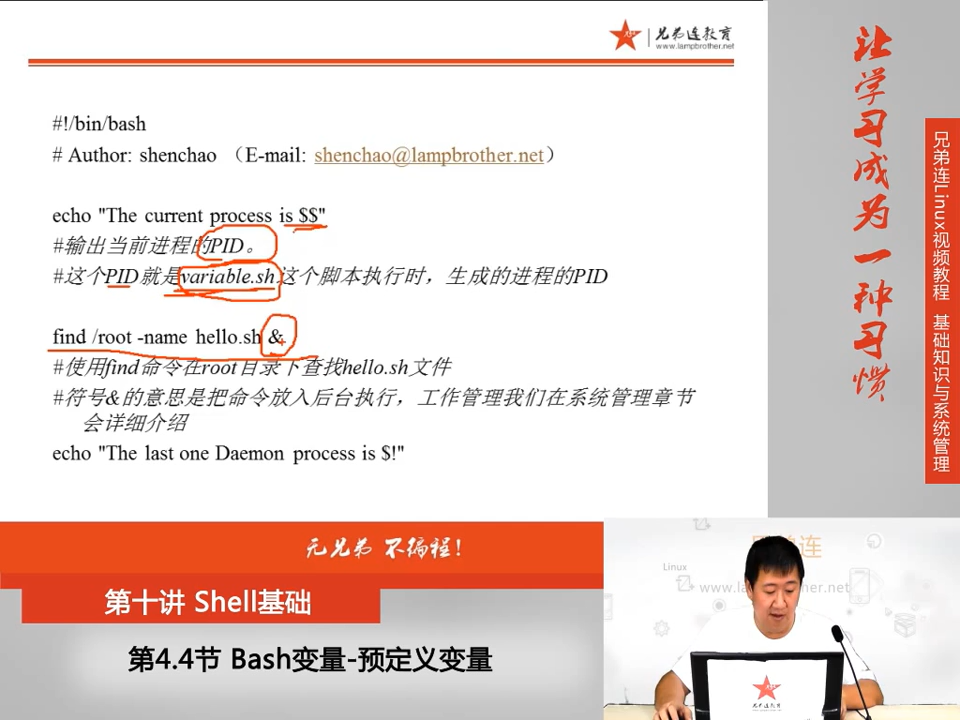 兄弟连教育
www.lampbrother.net
#!/bin/bash
# Author: shenchao （E-mail: shenchao@lampbrother.net）
echo "The current process is $$"
#输出当前进程的PID。
#这个PID就是variable.sh这个脚本执行时，生成的进程的PID
find /root -name hello.sh &
#使用find命令在root目录下查找hello.sh文件
#符号&的意思是把命令放入后台执行，工作管理我们在系统管理章节
会详细介绍
echo "The last one Daemon process is $!"
让学习成为一种习惯
兄弟连Linux视频教程 基础知识与系统管理
无兄弟 不编程！
第十讲 Shell基础
第4.4节 Bash变量-预定义变量
Linux
兄弟连教育